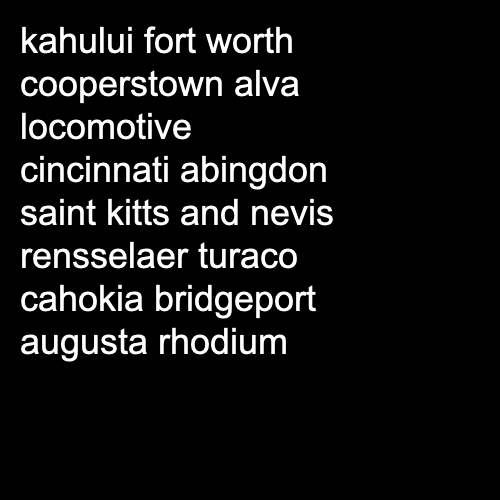 kahului fort worth
cooperstown alva
locomotive
cincinnati abingdon
saint kitts and nevis
rensselaer turaco
cahokia bridgeport
augusta rhodium